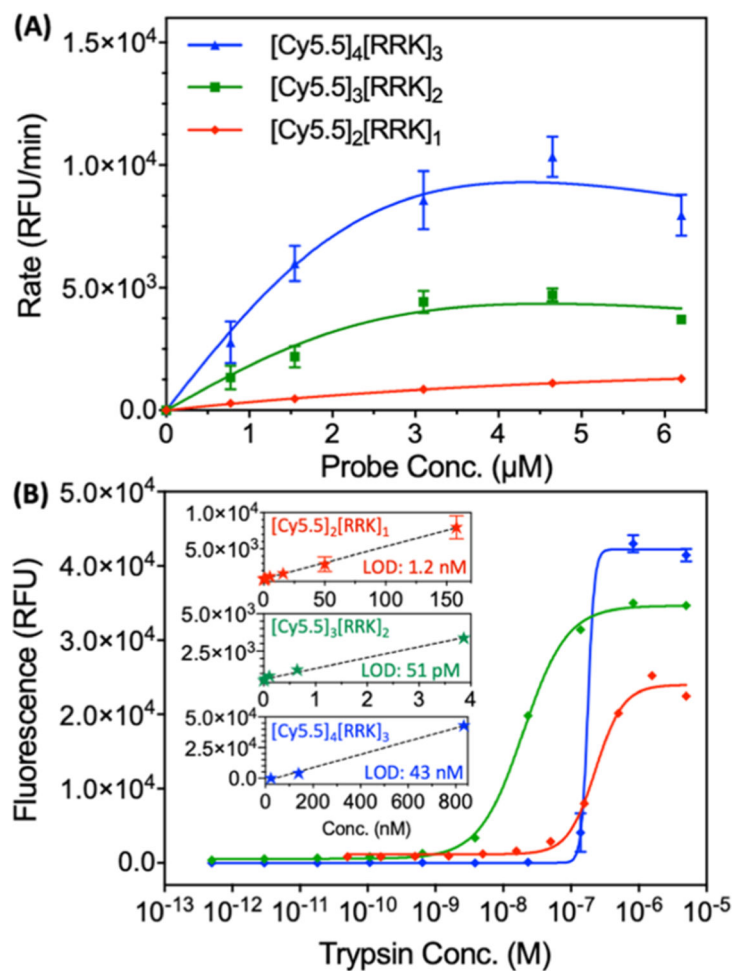 (A)
1.5×10⁴
1.0×10⁴
5.0×10³
0.0
Rate (RFU/min)
[Cy5.5]₄[RRK]₃
[Cy5.5]₃[RRK]₂
[Cy5.5]₂[RRK]₁
0 1 2 3 4 5 6
Probe Conc. (μM)
(B)
5.0×10⁴
4.0×10⁴
3.0×10⁴
2.0×10⁴
1.0×10⁴
0.0
Fluorescence (RFU)
1.0×10⁴
5.0×10³
[Cy5.5]₂[RRK]₁
LOD: 1.2 nM
0 50 100 150
5.0×10³
2.5×10³
[Cy5.5]₃[RRK]₂
LOD: 51 pM
0 1 2 3 4
5.0×10⁴
2.5×10⁴
0.0
[Cy5.5]₄[RRK]₃
LOD: 43 nM
0 200 400 600 800
Conc. (nM)
10⁻¹³ 10⁻¹² 10⁻¹¹ 10⁻¹⁰ 10⁻⁹ 10⁻⁸ 10⁻⁷ 10⁻⁶ 10⁻⁵
Trypsin Conc. (M)